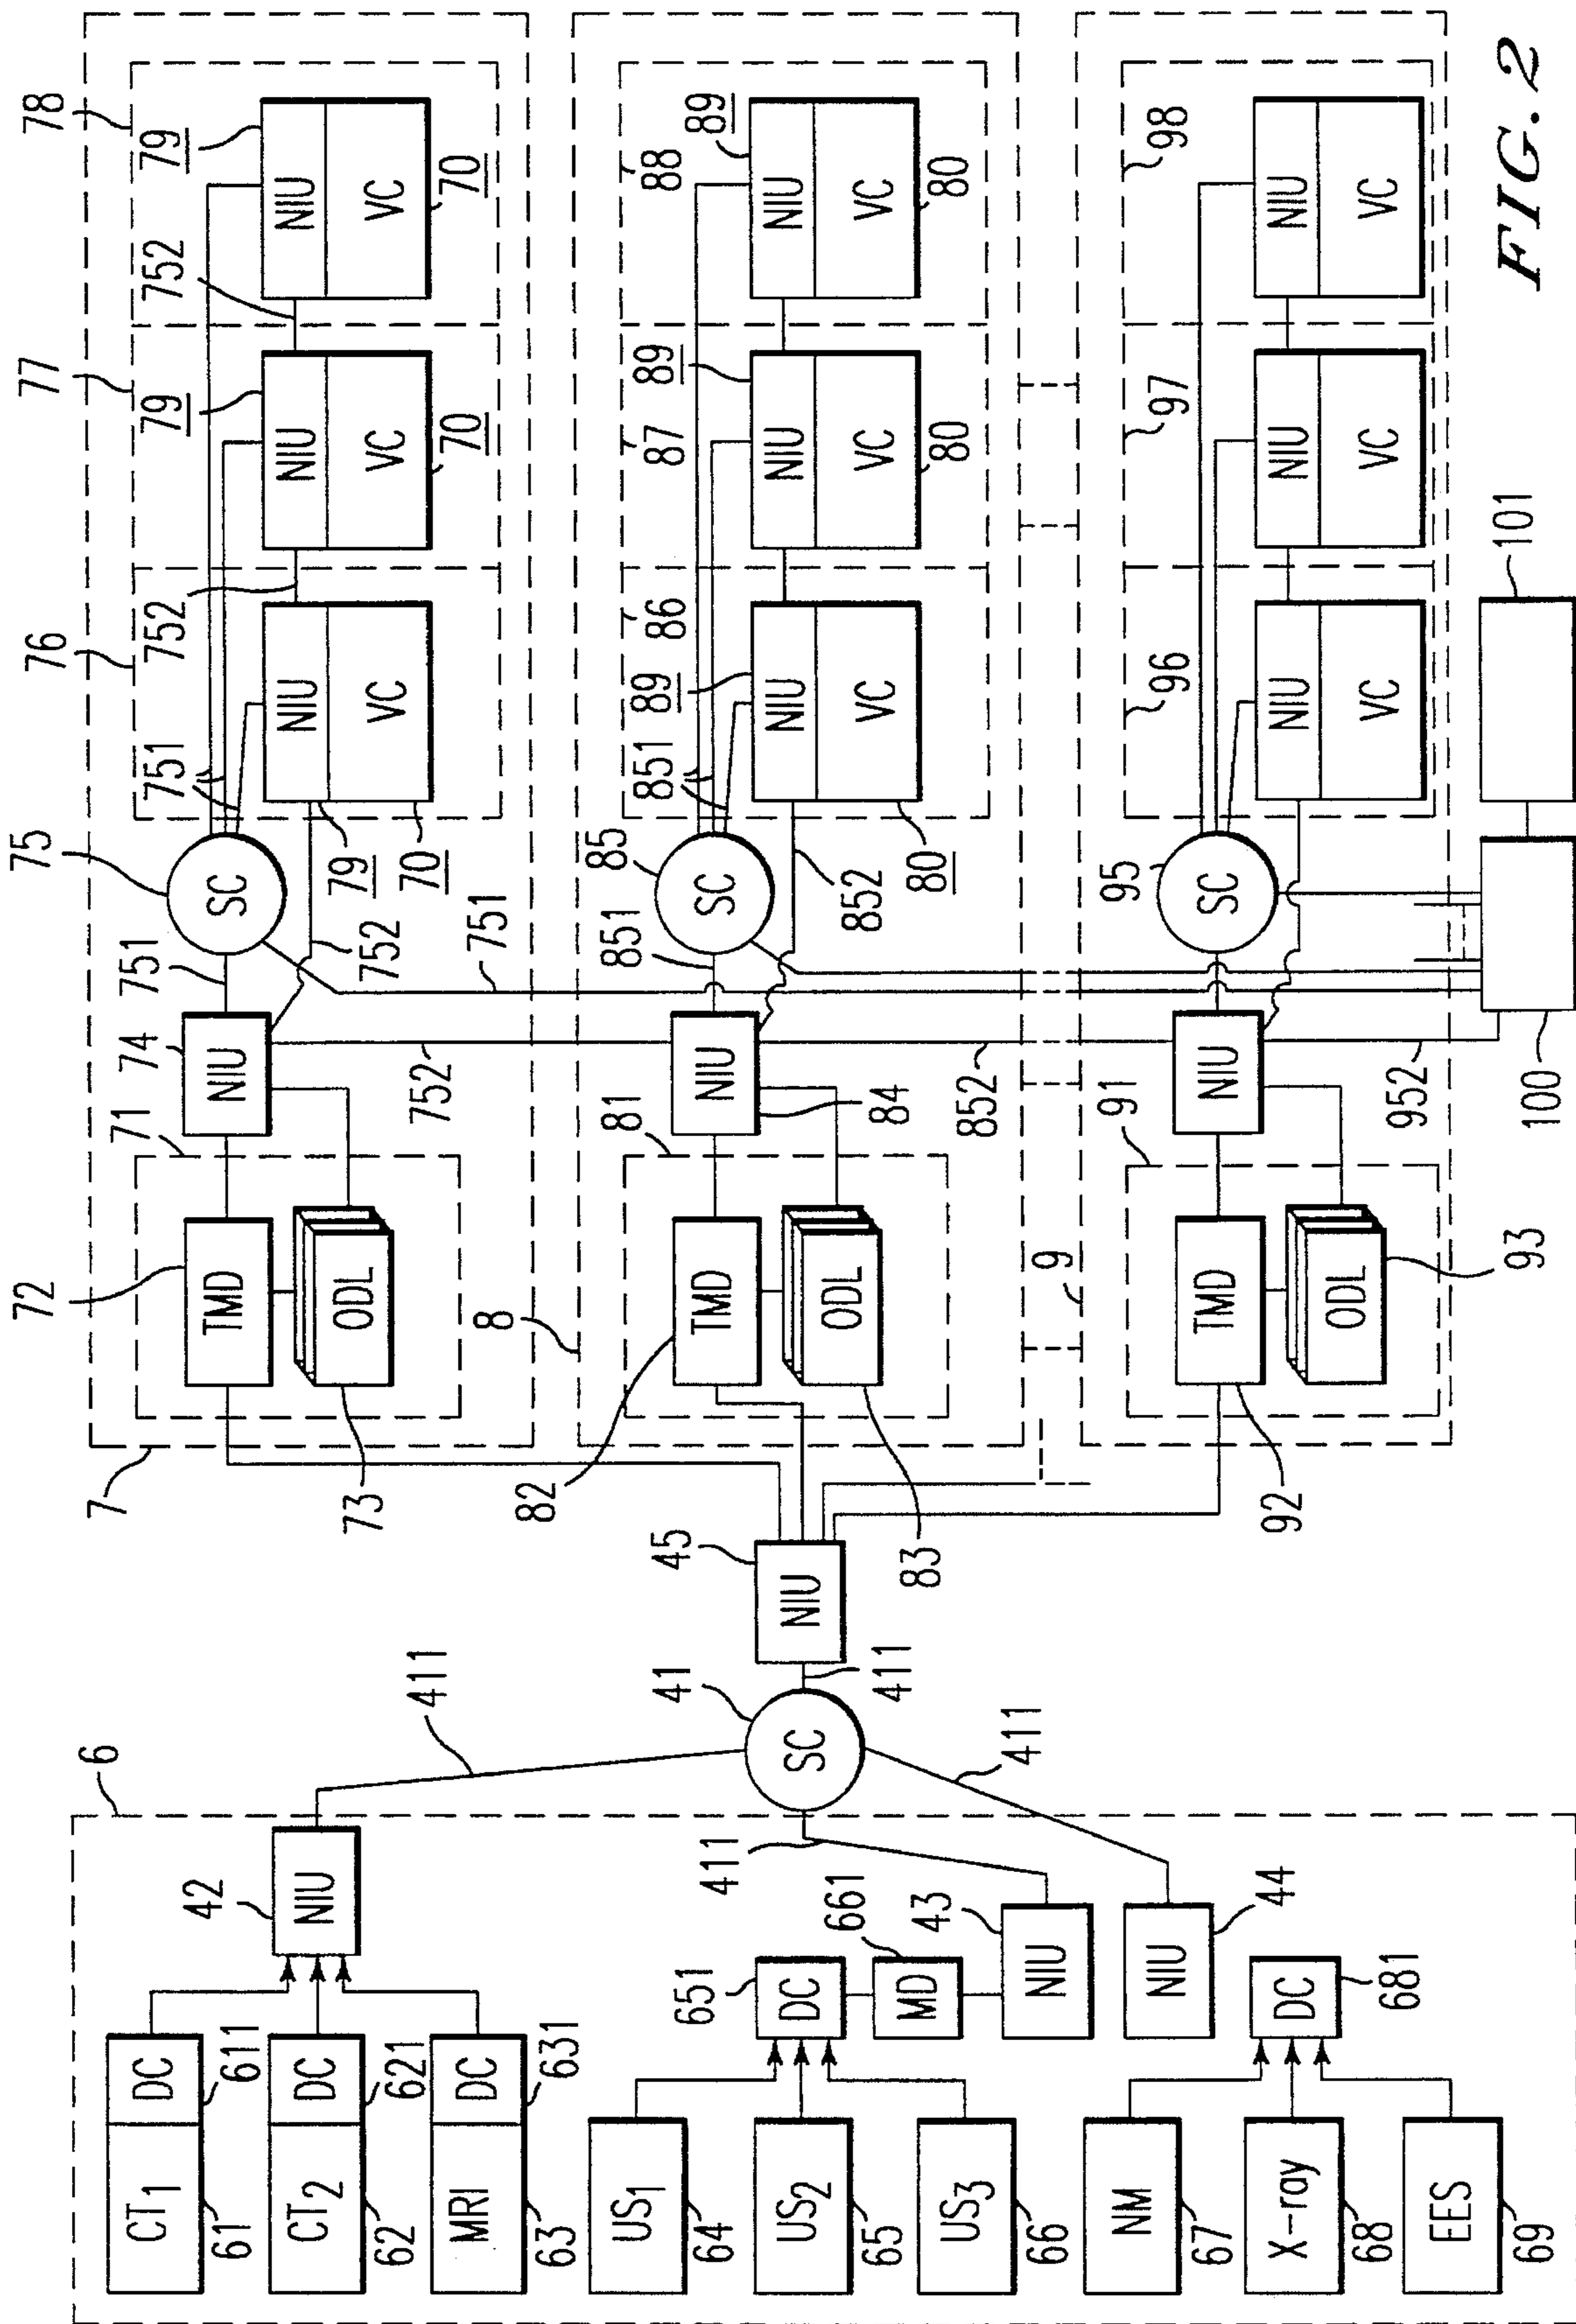 6
CT1
61
DC
611
CT2
62
DC
621
MRI
63
DC
631
42
NIU
US1
64
US2
65
US3
66
651
DC
661
MD
43
NIU
NM
67
X-ray
68
EES
69
DC
681
NIU
44
411
411
411
411
41
SC
45
NIU
7
71
72
TMD
73
ODL
74
NIU
751
75
SC
751
752
751
752
76
77
78
NIU
VC
79
70
752
79
NIU
VC
70
752
79
NIU
VC
70
8
81
82
TMD
83
ODL
NIU
84
851
85
SC
851
852
852
86
87
88
89
NIU
VC
80
89
NIU
VC
80
89
NIU
VC
80
9
91
TMD
92
ODL
93
NIU
95
SC
952
96
97
98
NIU
VC
NIU
VC
NIU
VC
100
101
FIG. 2